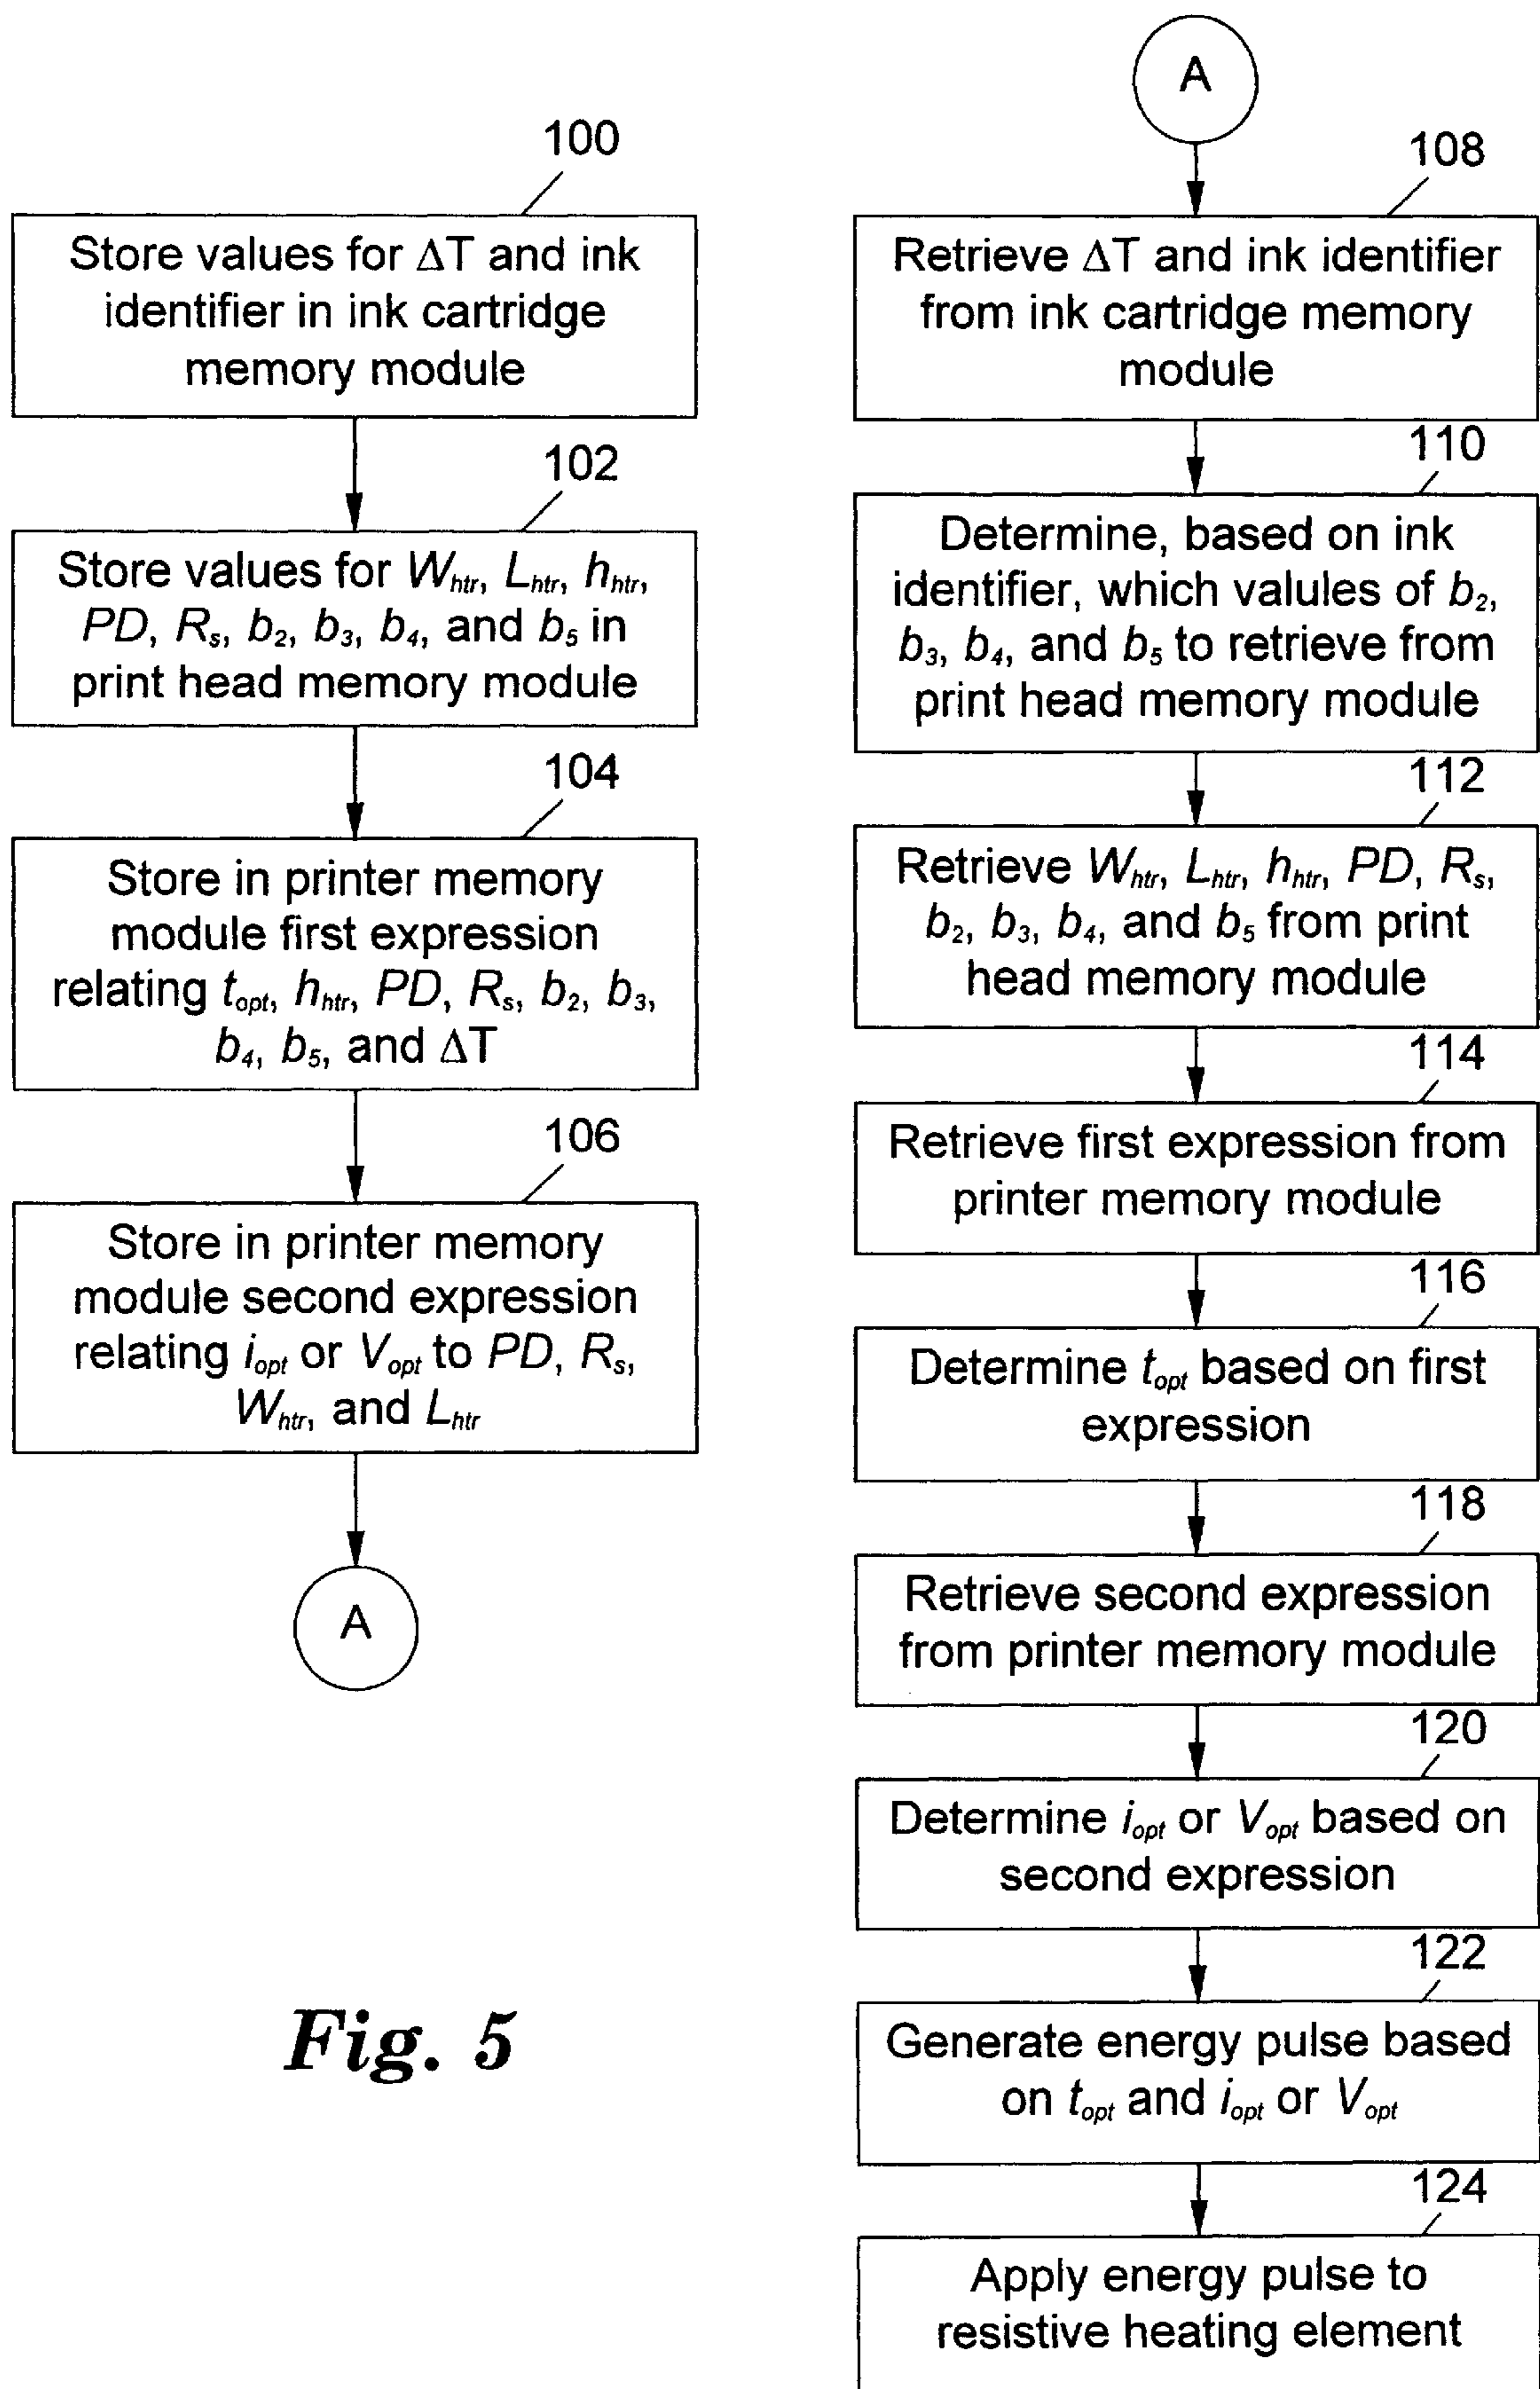 100
Store values for ΔT and ink
identifier in ink cartridge
memory module
102
Store values for Whtr, Lhtr, hhtr,
PD, Rs, b2, b3, b4, and b5 in
print head memory module
104
Store in printer memory
module first expression
relating topt, hhtr, PD, Rs, b2, b3,
b4, b5, and ΔT
106
Store in printer memory
module second expression
relating iopt or Vopt to PD, Rs,
Whtr, and Lhtr
A
A
108
Retrieve ΔT and ink identifier
from ink cartridge memory
module
110
Determine, based on ink
identifier, which valules of b2,
b3, b4, and b5 to retrieve from
print head memory module
112
Retrieve Whtr, Lhtr, hhtr, PD, Rs,
b2, b3, b4, and b5 from print
head memory module
114
Retrieve first expression from
printer memory module
116
Determine topt based on first
expression
118
Retrieve second expression
from printer memory module
120
Determine iopt or Vopt based on
second expression
122
Generate energy pulse based
on topt and iopt or Vopt
124
Apply energy pulse to
resistive heating element
Fig. 5